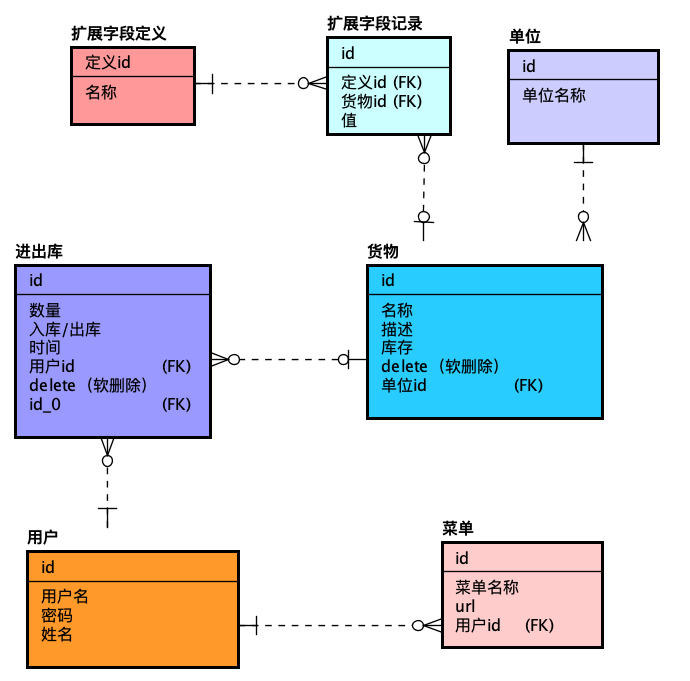 扩展字段定义
定义id
名称
扩展字段记录
id
定义id (FK)
货物id (FK)
值
单位
id
单位名称
进出库
id
数量
入库/出库
时间
用户id (FK)
delete（软删除）
id_0 (FK)
货物
id
名称
描述
库存
delete（软删除）
单位id (FK)
用户
id
用户名
密码
姓名
菜单
id
菜单名称
url
用户id (FK)